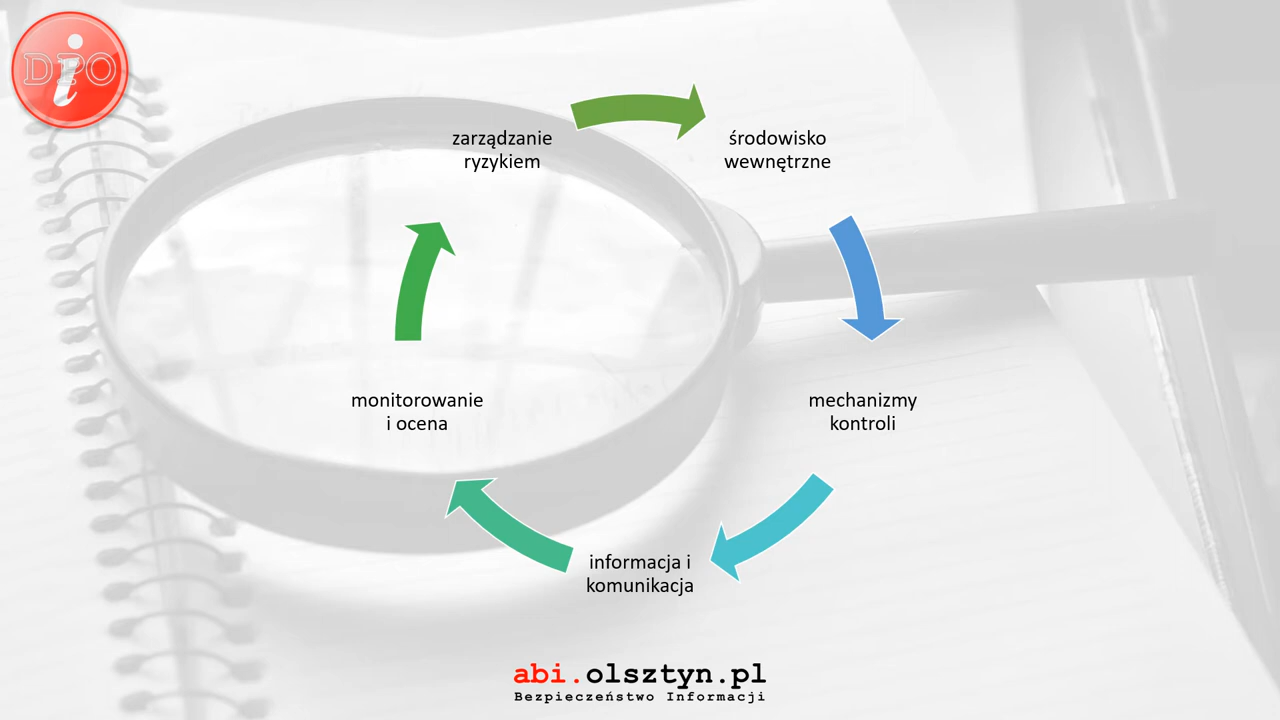 DPO
i
zarządzanie
ryzykiem
środowisko
wewnętrzne
monitorowanie
i ocena
mechanizmy
kontroli
informacja i
komunikacja
abi.olsztyn.pl
Bezpieczeństwo Informacji